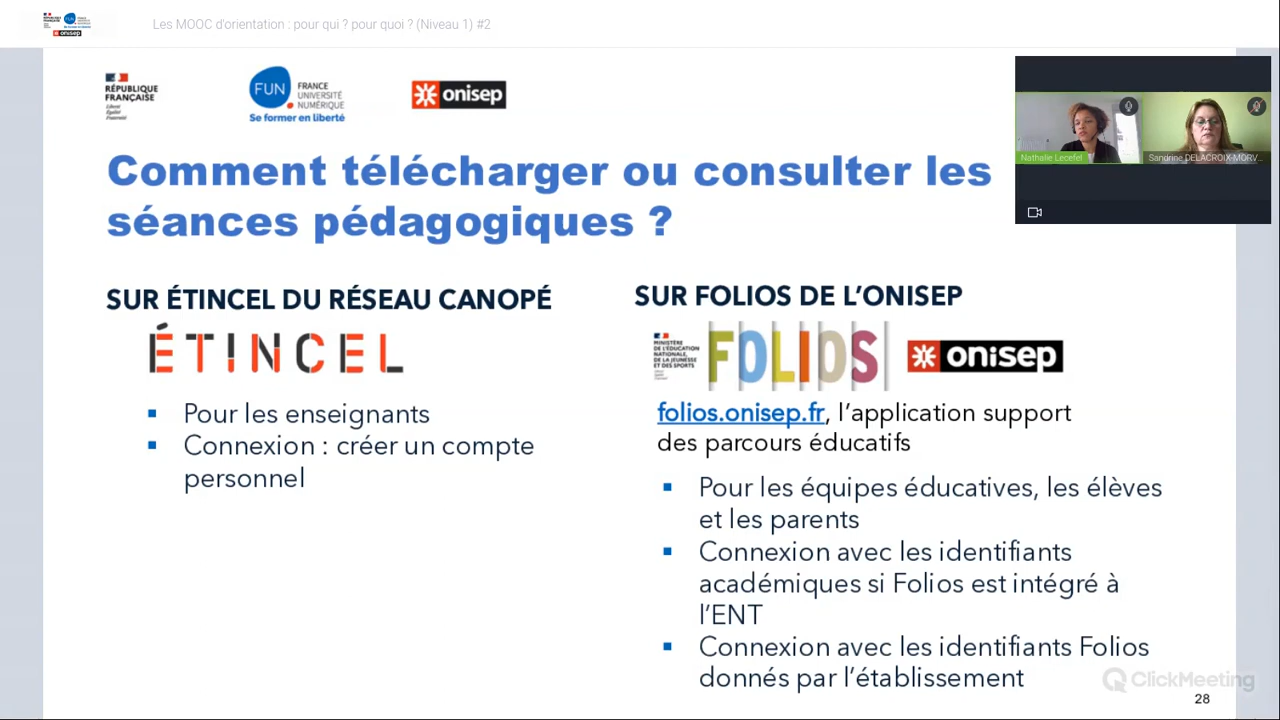 Les MOOC d'orientation : pour qui ? pour quoi ? (Niveau 1) #2
RÉPUBLIQUE
FRANÇAISE
Liberté
Égalité
Fraternité
FUN
FRANCE
UNIVERSITÉ
NUMÉRIQUE
Se former en liberté
onisep
Nathalie Lecefel
Sandrine DELACROIX-MORV...
Comment télécharger ou consulter les
séances pédagogiques ?
SUR ÉTINCEL DU RÉSEAU CANOPÉ
ÉTINCEL
▪ Pour les enseignants
▪ Connexion : créer un compte
personnel
SUR FOLIOS DE L’ONISEP
MINISTÈRE
DE L'ÉDUCATION
NATIONALE,
DE LA JEUNESSE
ET DES SPORTS
FOLIOS
onisep
folios.onisep.fr, l’application support
des parcours éducatifs
▪ Pour les équipes éducatives, les élèves
et les parents
▪ Connexion avec les identifiants
académiques si Folios est intégré à
l’ENT
▪ Connexion avec les identifiants Folios
donnés par l’établissement
ClickMeeting
28